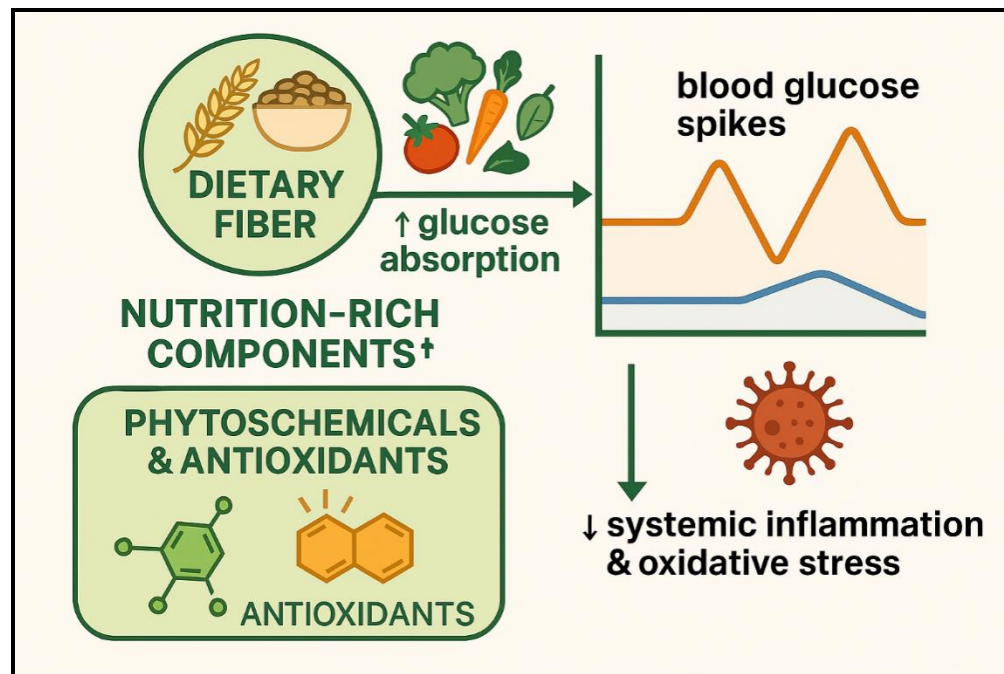 DIETARY
FIBER
↑ glucose
absorption
blood glucose
spikes
NUTRITION-RICH
COMPONENTS†
PHYTOSCHEMICALS
& ANTIOXIDANTS
ANTIOXIDANTS
↓ systemic inflammation
& oxidative stress